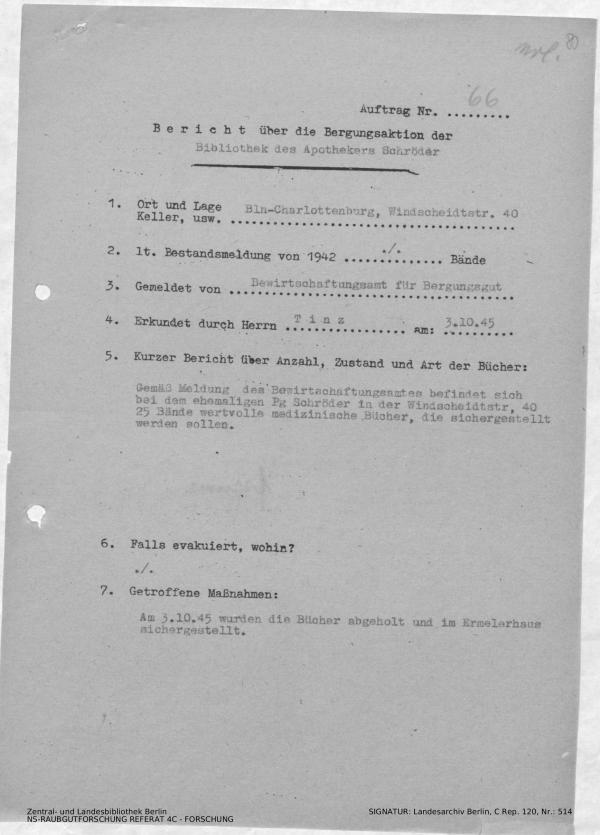 80
Auftrag Nr. ...66......
B e r i c h t über die Bergungsaktion der
Bibliothek des Apothekers Schröder
1. Ort und Lage Bln-Charlottenburg, Windscheidtstr. 40
Keller, usw. ........................................
2. lt. Bestandsmeldung von 1942 ...../........ Bände
3. Gemeldet von Bewirtschaftungsamt für Bergungsgut
4. Erkundet durch Herrn T i n z am: 3.10.45
5. Kurzer Bericht über Anzahl, Zustand und Art der Bücher:
Gemäß Meldung des Bewirtschaftungsamtes befindet sich
bei dem ehemaligen Pg Schröder in der Windscheidtstr, 40
25 Bände wertvolle medizinische Bücher, die sichergestellt
werden sollen.
6. Falls evakuiert, wohin?
./.
7. Getroffene Maßnahmen:
Am 3.10.45 wurden die Bücher abgeholt und im Ermelerhaus
sichergestellt.
Zentral- und Landesbibliothek Berlin
NS-RAUBGUTFORSCHUNG REFERAT 4C - FORSCHUNG
SIGNATUR: Landesarchiv Berlin, C Rep. 120, Nr.: 514